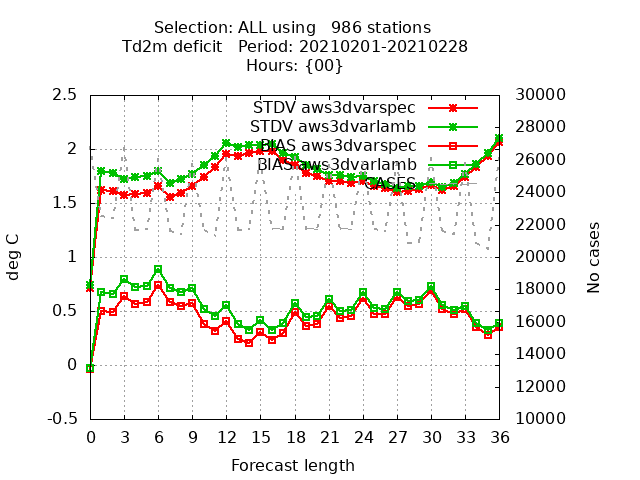 Selection: ALL using   986 stations
Td2m deficit   Period: 20210201-20210228
Hours: {00}
2.5
2
1.5
1
0.5
0
-0.5
deg C
30000
28000
26000
24000
22000
20000
18000
16000
14000
12000
10000
No cases
STDV aws3dvarspec
STDV aws3dvarlamb
BIAS aws3dvarspec
BIAS aws3dvarlamb
CASES
0 3 6 9 12 15 18 21 24 27 30 33 36
Forecast length